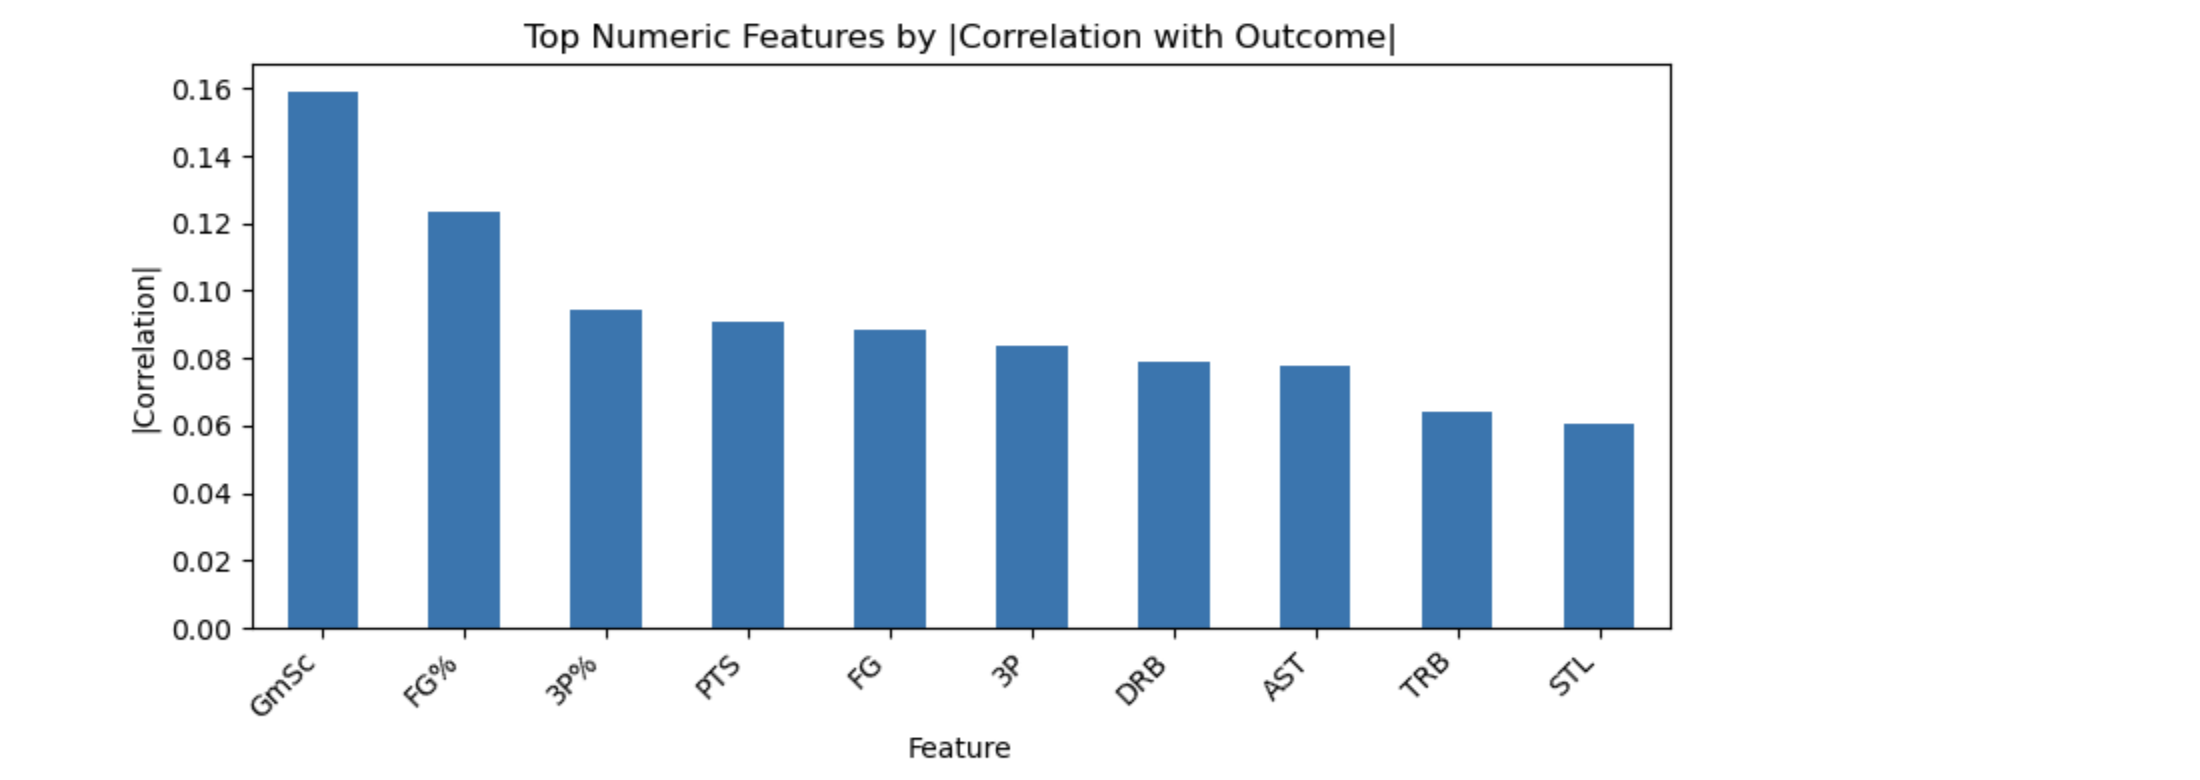 Top Numeric Features by |Correlation with Outcome|
|Correlation|
0.16
0.14
0.12
0.10
0.08
0.06
0.04
0.02
0.00
GmSc FG% 3P% PTS FG 3P DRB AST TRB STL
Feature